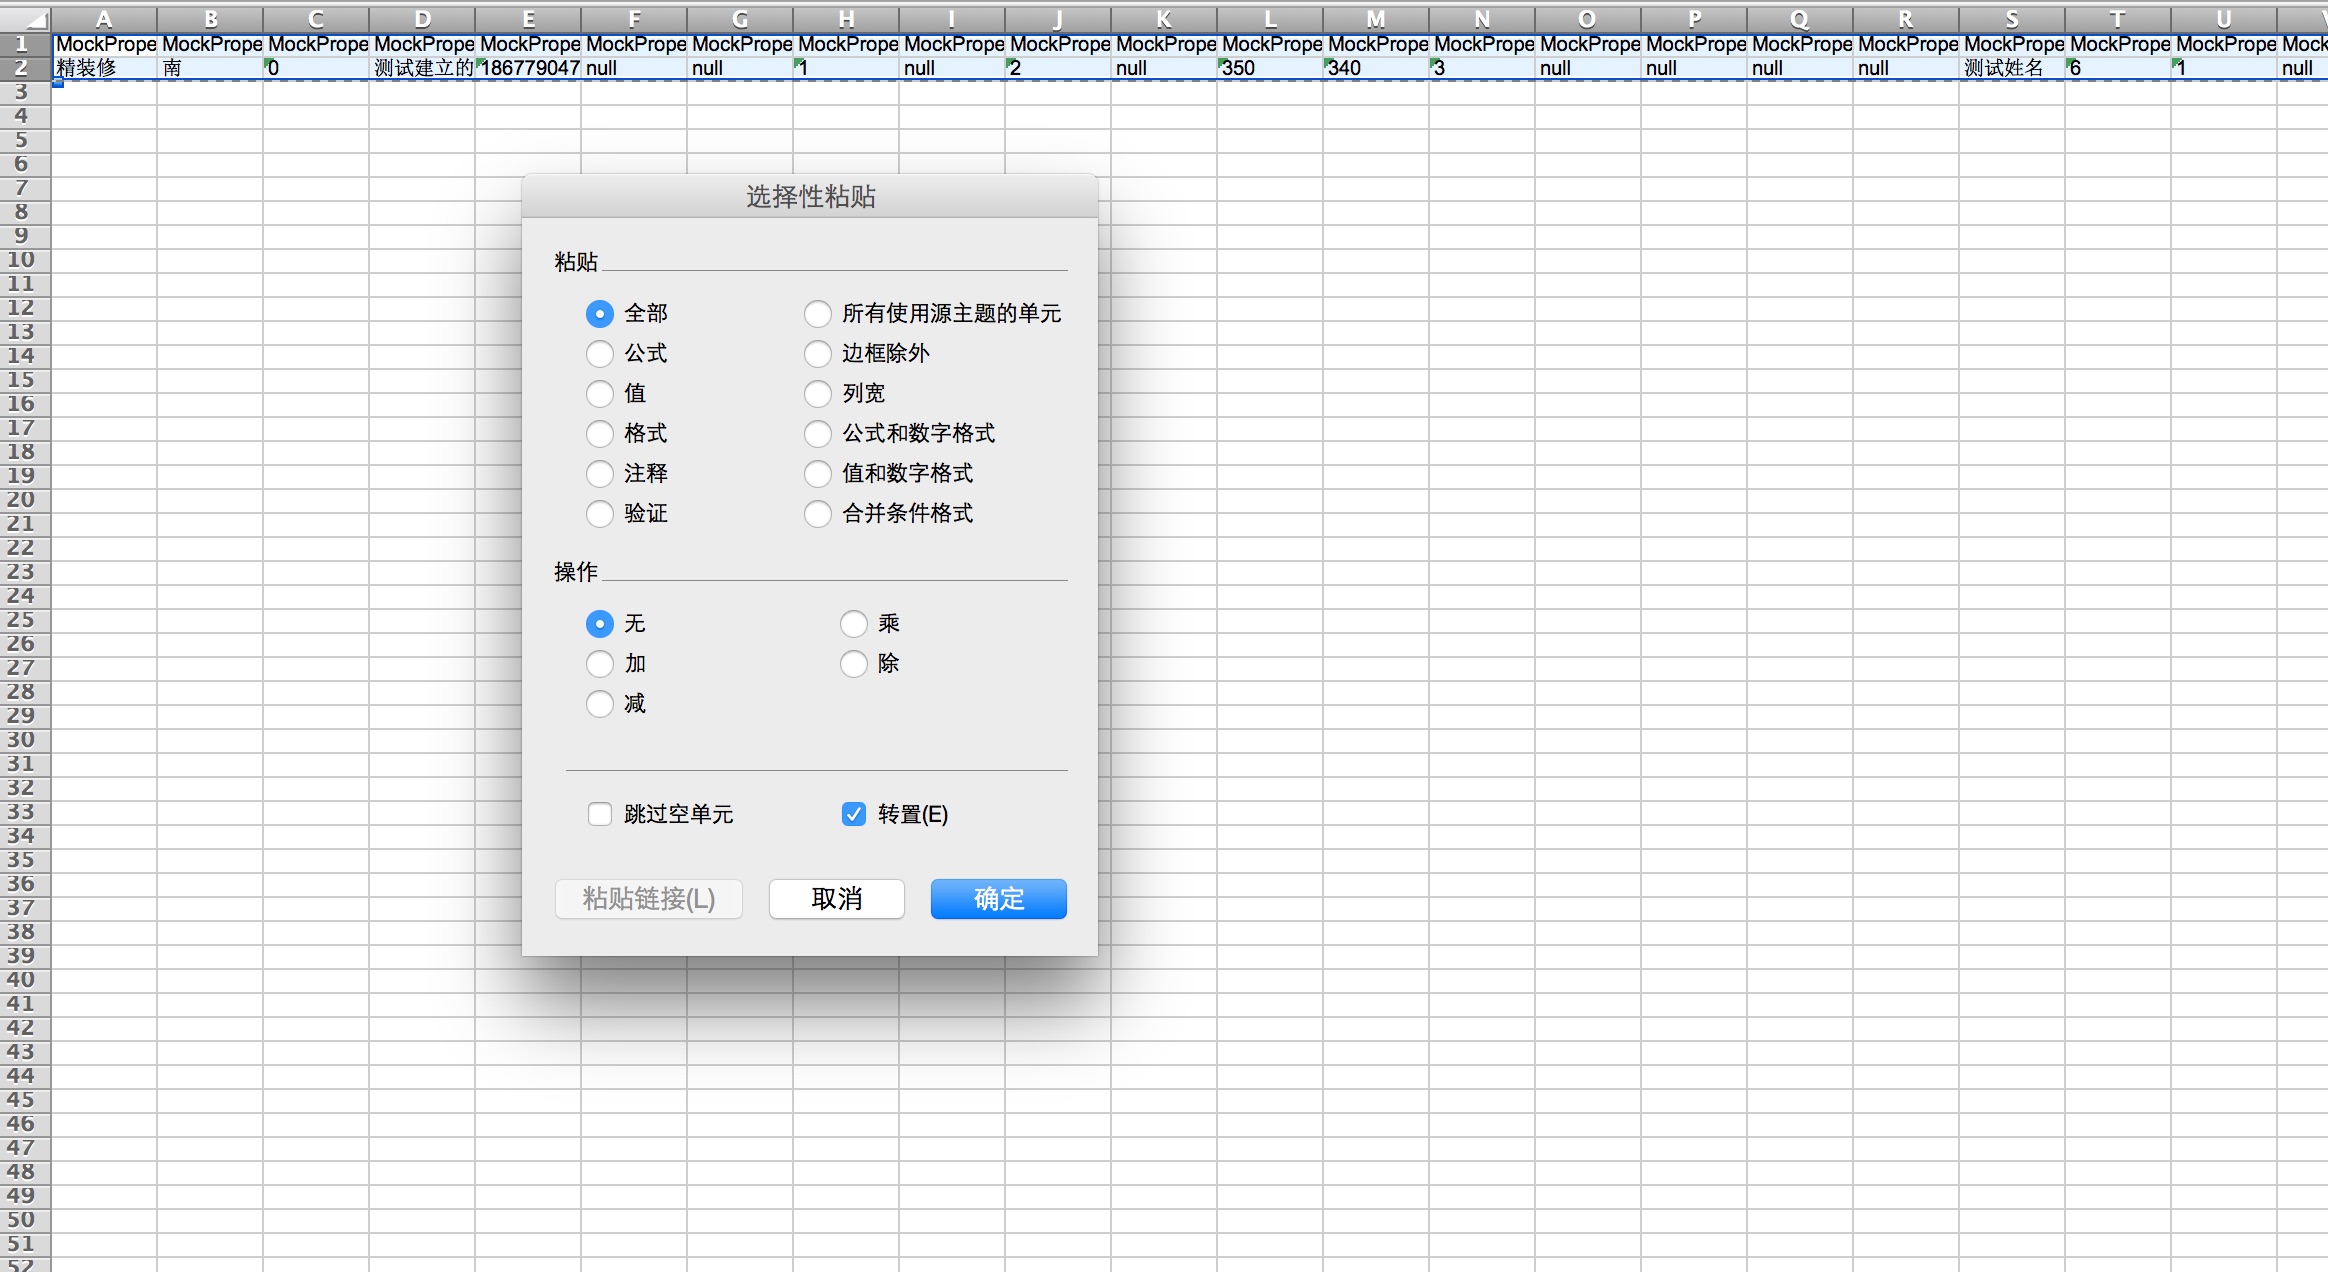 A B C D E F G H I J K L M N O P Q R S T U
1 MockPrope MockPrope MockPrope MockPrope MockPrope MockPrope MockPrope MockPrope MockPrope MockPrope MockPrope MockPrope MockPrope MockPrope MockPrope MockPrope MockPrope MockPrope MockPrope MockPrope MockPrope Mock
2 精装修 南 0 测试建立的 186779047 null null 1 null 2 null 350 340 3 null null null null 测试姓名 6 1 null
3
4
5
6
7
8
9
10
11
12
13
14
15
16
17
18
19
20
21
22
23
24
25
26
27
28
29
30
31
32
33
34
35
36
37
38
39
40
41
42
43
44
45
46
47
48
49
50
51
52
选择性粘贴
粘贴
全部 所有使用源主题的单元
公式 边框除外
值 列宽
格式 公式和数字格式
注释 值和数字格式
验证 合并条件格式
操作
无 乘
加 除
减
跳过空单元 转置(E)
粘贴链接(L) 取消 确定